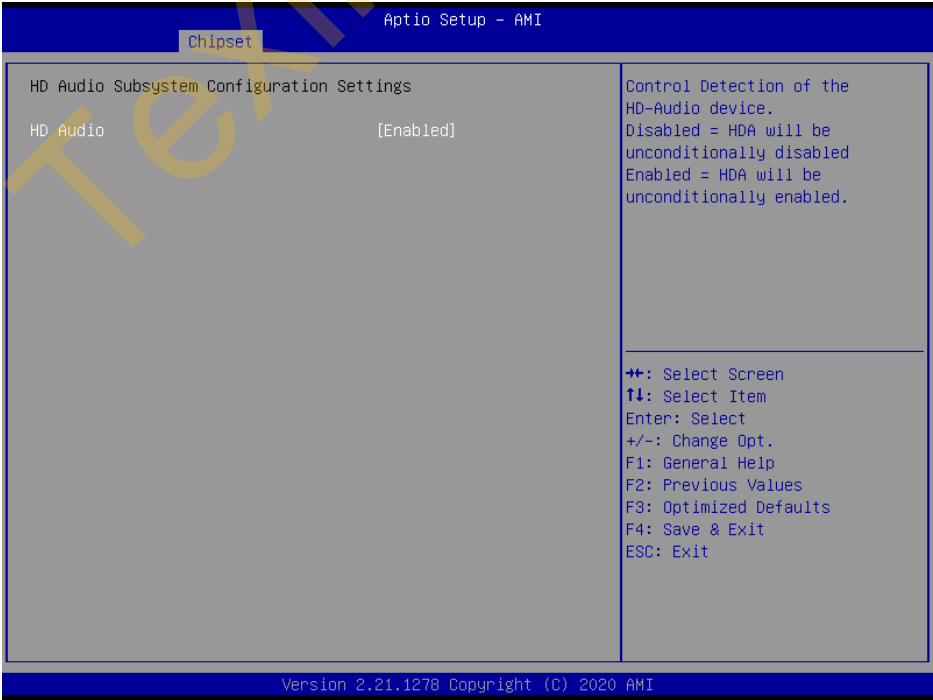 Aptio Setup – AMI
Chipset
HD Audio Subsystem Configuration Settings
HD Audio [Enabled]
Control Detection of the
HD-Audio device.
Disabled = HDA will be
unconditionally disabled
Enabled = HDA will be
unconditionally enabled.
→←: Select Screen
↑↓: Select Item
Enter: Select
+/-: Change Opt.
F1: General Help
F2: Previous Values
F3: Optimized Defaults
F4: Save & Exit
ESC: Exit
Version 2.21.1278 Copyright (C) 2020 AMI